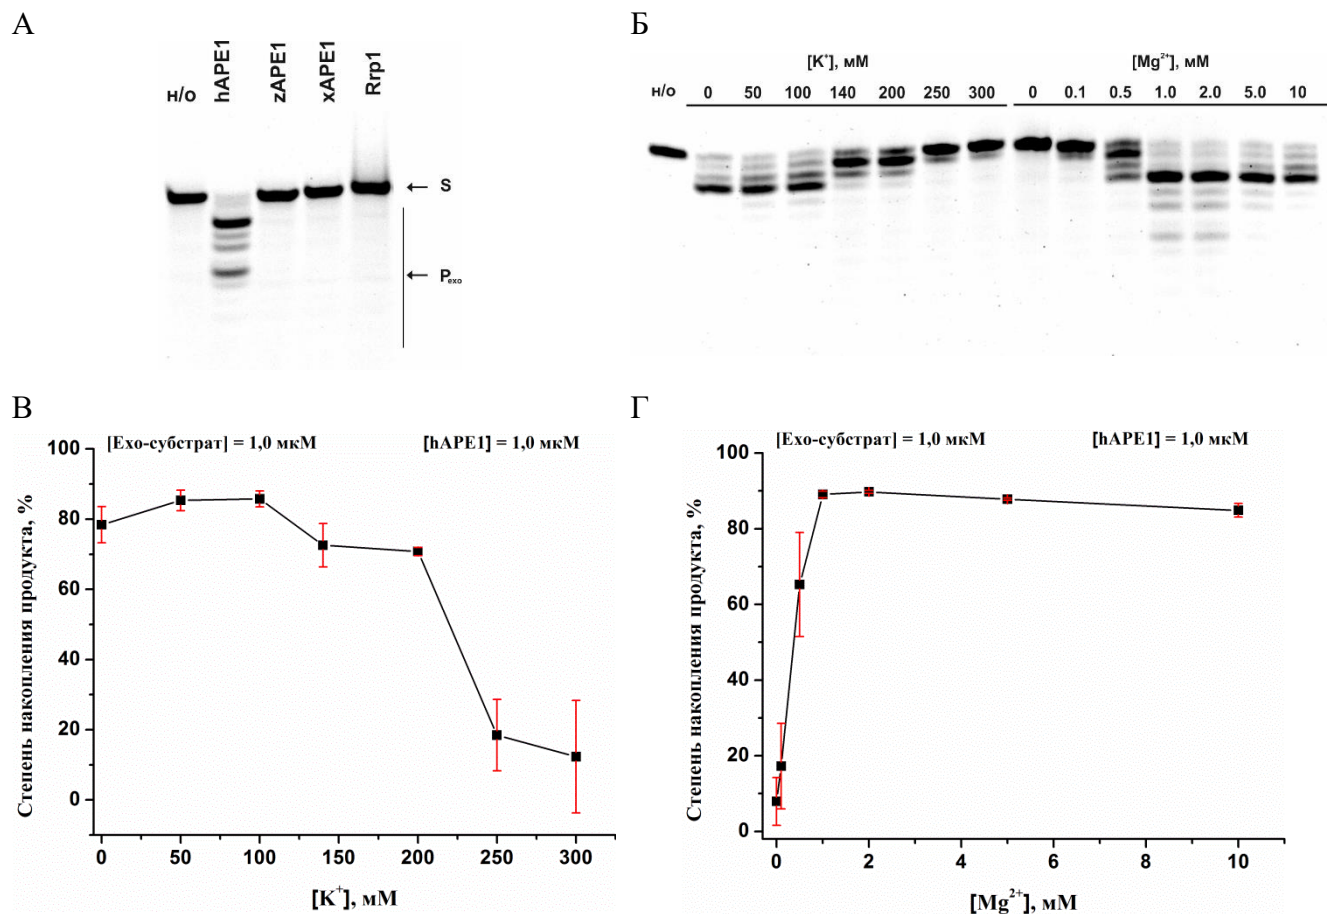 А
н/о hAPE1 zAPE1 xAPE1 Rrp1
S
Pexo
Б
[K+], мМ [Mg2+], мМ
н/о 0 50 100 140 200 250 300 0 0.1 0.5 1.0 2.0 5.0 10
В
[Exo-субстрат] = 1,0 мкМ [hAPE1] = 1,0 мкМ
Степень накопления продукта, %
100
80
60
40
20
0
0 50 100 150 200 250 300
[K+], мМ
Г
[Exo-субстрат] = 1,0 мкМ [hAPE1] = 1,0 мкМ
Степень накопления продукта, %
100
80
60
40
20
0
0 2 4 6 8 10
[Mg2+], мМ